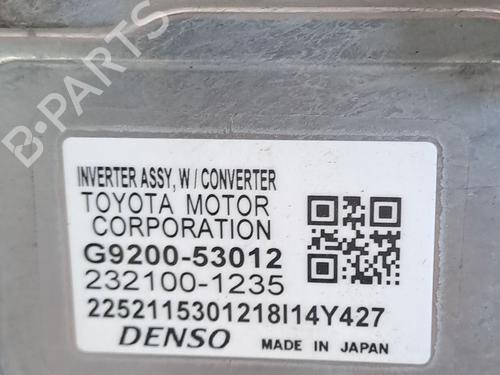 B-PARTS
INVERTER ASSY, W / CONVERTER
TOYOTA MOTOR
CORPORATION
G9200-53012
232100-1235
2252115301218I14Y427
DENSO MADE IN JAPAN